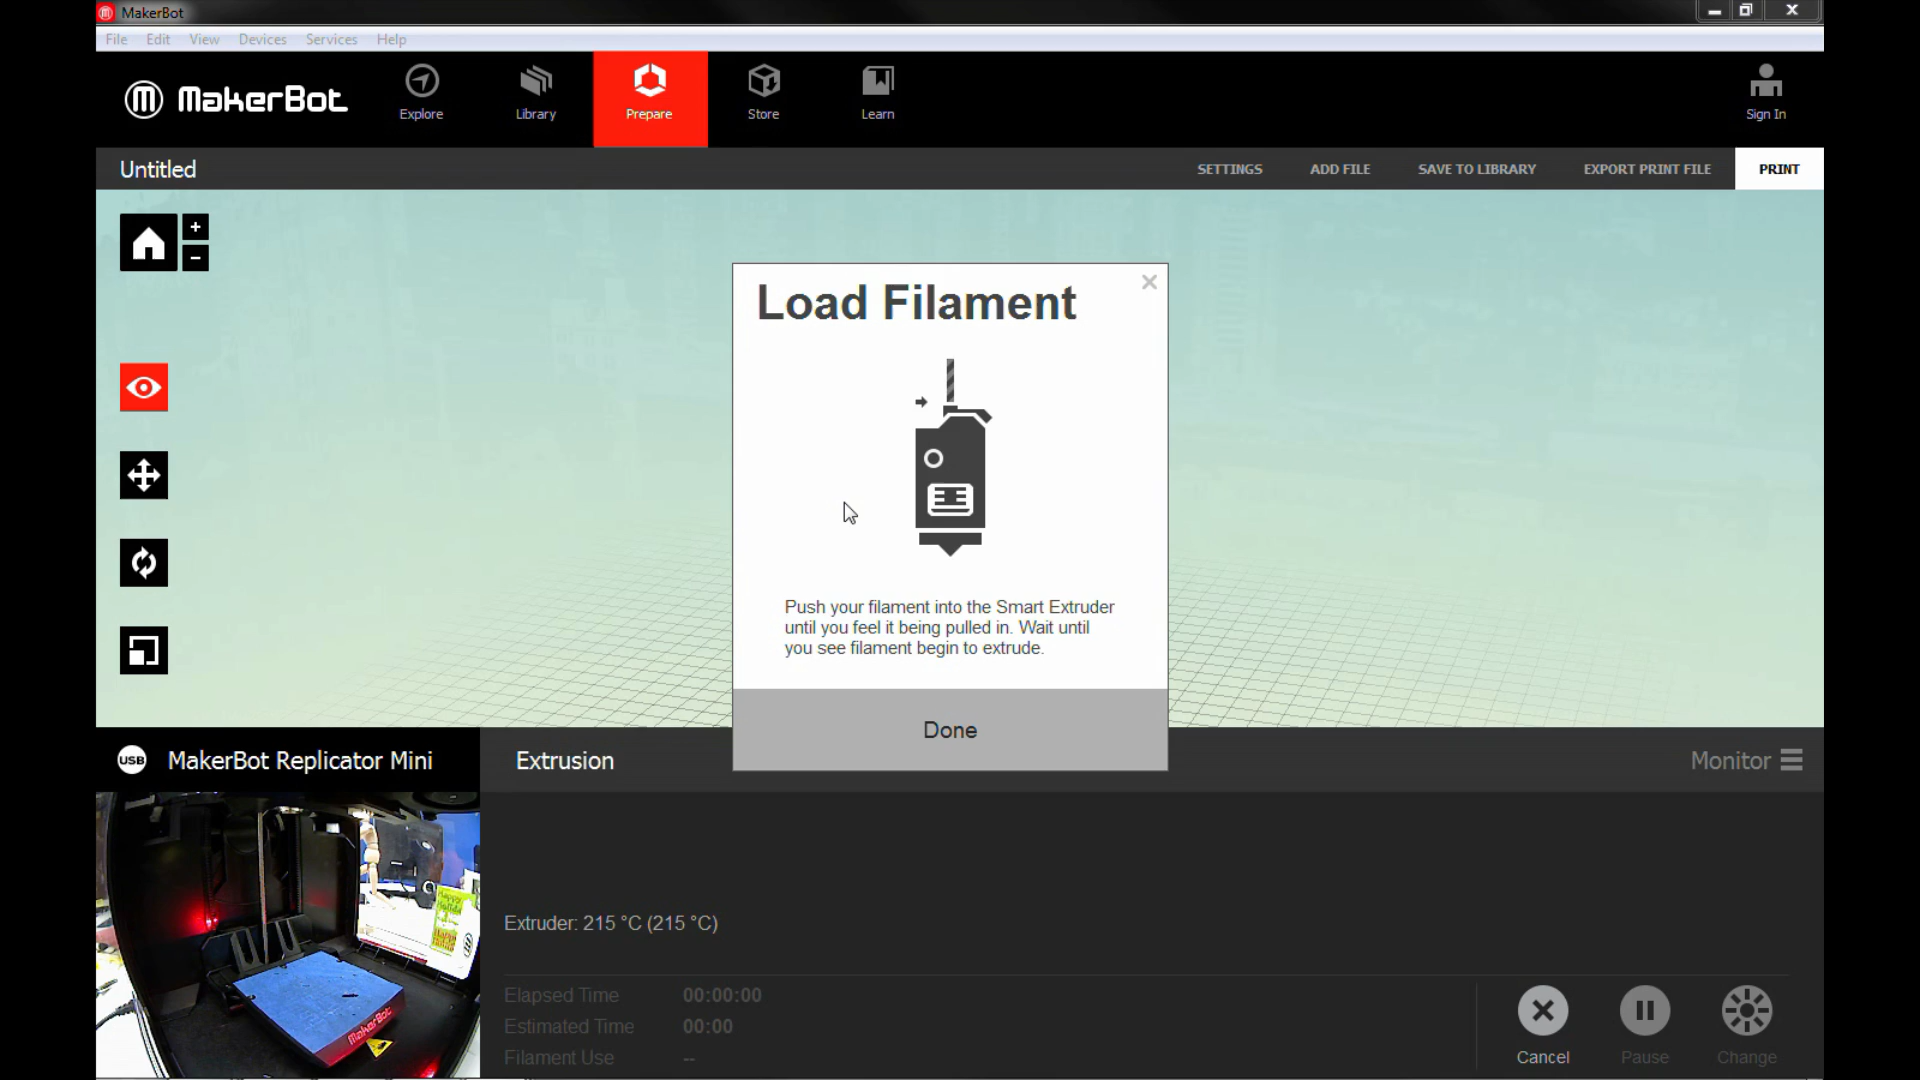 MakerBot
File Edit View Devices Services Help
MakerBot
Explore Library Prepare Store Learn Sign In
Untitled SETTINGS ADD FILE SAVE TO LIBRARY EXPORT PRINT FILE PRINT
Load Filament
Push your filament into the Smart Extruder
until you feel it being pulled in. Wait until
you see filament begin to extrude.
Done
USB MakerBot Replicator Mini Extrusion Monitor
Extruder: 215 °C (215 °C)
Elapsed Time 00:00:00
Estimated Time 00:00
Filament Use --
Cancel Pause Change
MakerBot